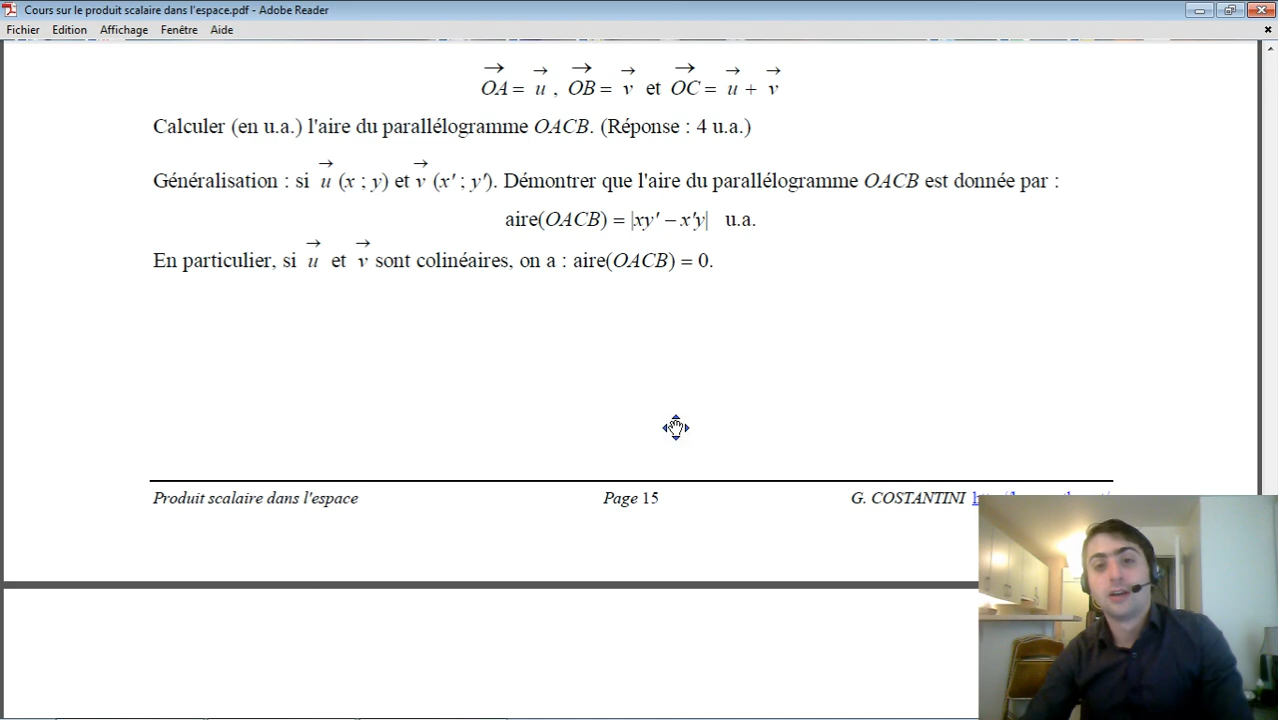 Cours sur le produit scalaire dans l'espace.pdf - Adobe Reader
Fichier Edition Affichage Fenêtre Aide
→ → → → → →
OA = u , OB = v et OC = u + v
Calculer (en u.a.) l'aire du parallélogramme OACB. (Réponse : 4 u.a.)
→ →
Généralisation : si u (x ; y) et v (x' ; y'). Démontrer que l'aire du parallélogramme OACB est donnée par :
aire(OACB) = |xy' − x'y| u.a.
→ →
En particulier, si u et v sont colinéaires, on a : aire(OACB) = 0.
Produit scalaire dans l'espace Page 15 G. COSTANTINI